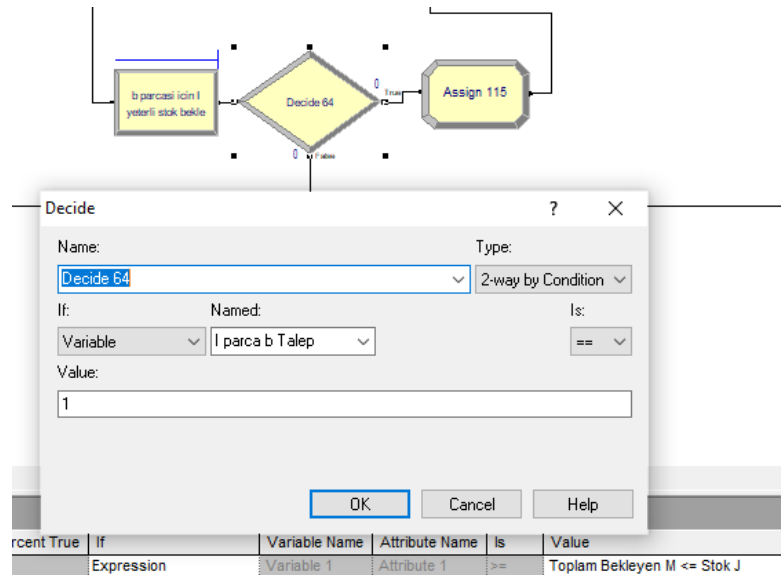 b parcasi icin I
yeterli stok bekle
Decide 64
0
True
Assign 115
0
False
Decide
? X
Name:
Type:
Decide 64
2-way by Condition
If:
Named:
Is:
Variable
I parca b Talep
==
Value:
1
OK
Cancel
Help
rcent True
If
Variable Name
Attribute Name
Is
Value
Expression
Variable 1
Attribute 1
>=
Toplam Bekleyen M <= Stok J